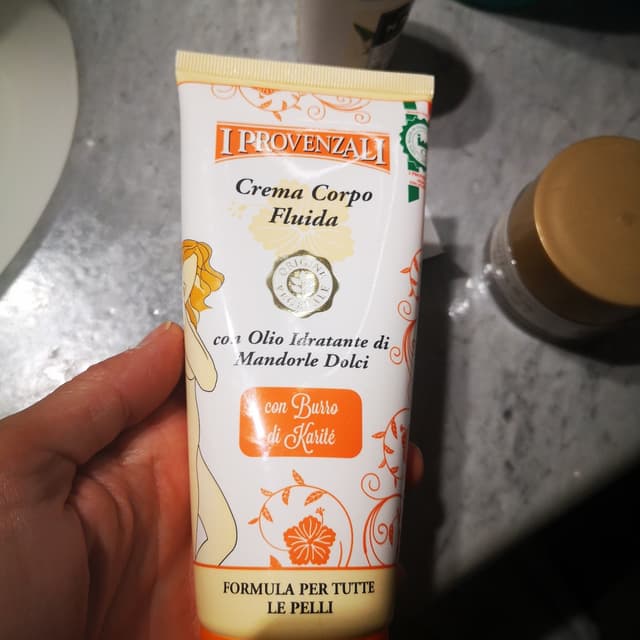 I PROVENZALI
Crema Corpo
Fluida
con Olio Idratante di
Mandorle Dolci
con Burro
di Karité
FORMULA PER TUTTE
LE PELLI